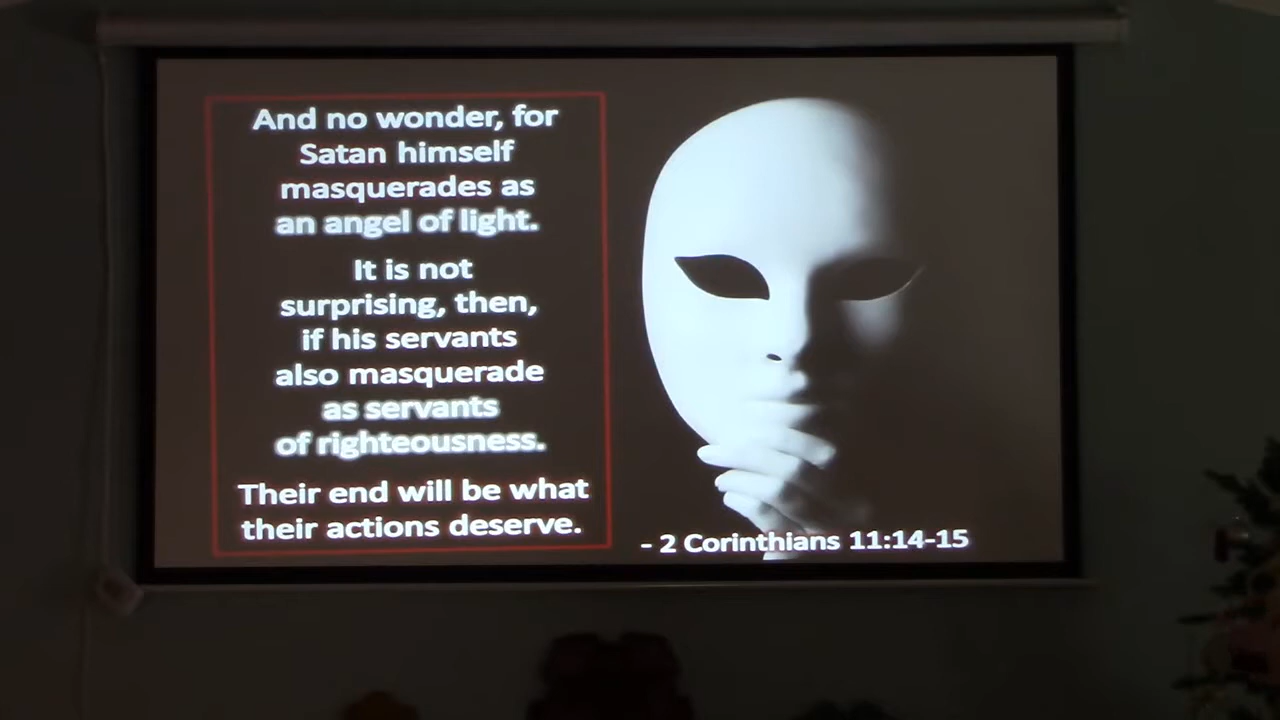 And no wonder, for
Satan himself
masquerades as
an angel of light.
It is not
surprising, then,
if his servants
also masquerade
as servants
of righteousness.
Their end will be what
their actions deserve.
- 2 Corinthians 11:14-15